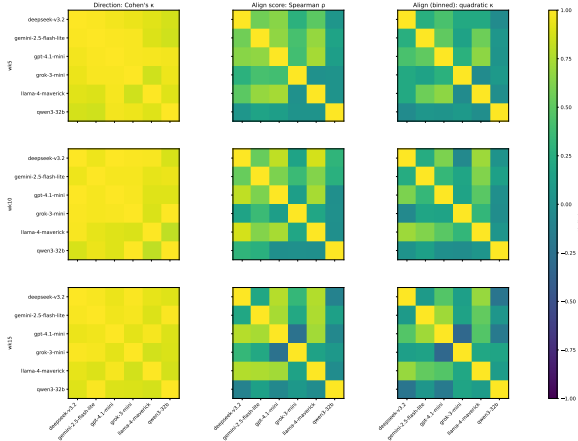 Direction: Cohen's κ
Align score: Spearman ρ
Align (binned): quadratic κ
wk5
deepseek-v3.2
gemini-2.5-flash-lite
gpt-4.1-mini
grok-3-mini
llama-4-maverick
qwen3-32b
wk10
deepseek-v3.2
gemini-2.5-flash-lite
gpt-4.1-mini
grok-3-mini
llama-4-maverick
qwen3-32b
wk15
deepseek-v3.2
gemini-2.5-flash-lite
gpt-4.1-mini
grok-3-mini
llama-4-maverick
qwen3-32b
deepseek-v3.2
gemini-2.5-flash-lite
gpt-4.1-mini
grok-3-mini
llama-4-maverick
qwen3-32b
deepseek-v3.2
gemini-2.5-flash-lite
gpt-4.1-mini
grok-3-mini
llama-4-maverick
qwen3-32b
deepseek-v3.2
gemini-2.5-flash-lite
gpt-4.1-mini
grok-3-mini
llama-4-maverick
qwen3-32b
1.00
0.75
0.50
0.25
0.00
−0.25
−0.50
−0.75
−1.00